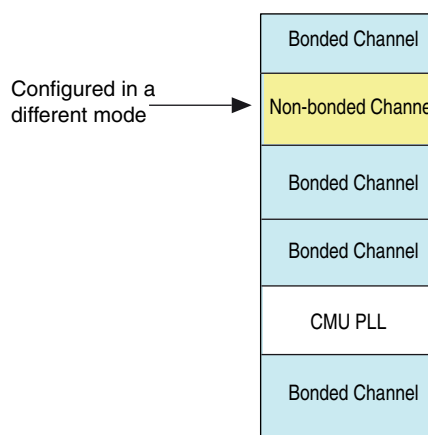 Bonded Channel
Configured in a
different mode
Non-bonded Channe
Bonded Channel
Bonded Channel
CMU PLL
Bonded Channel